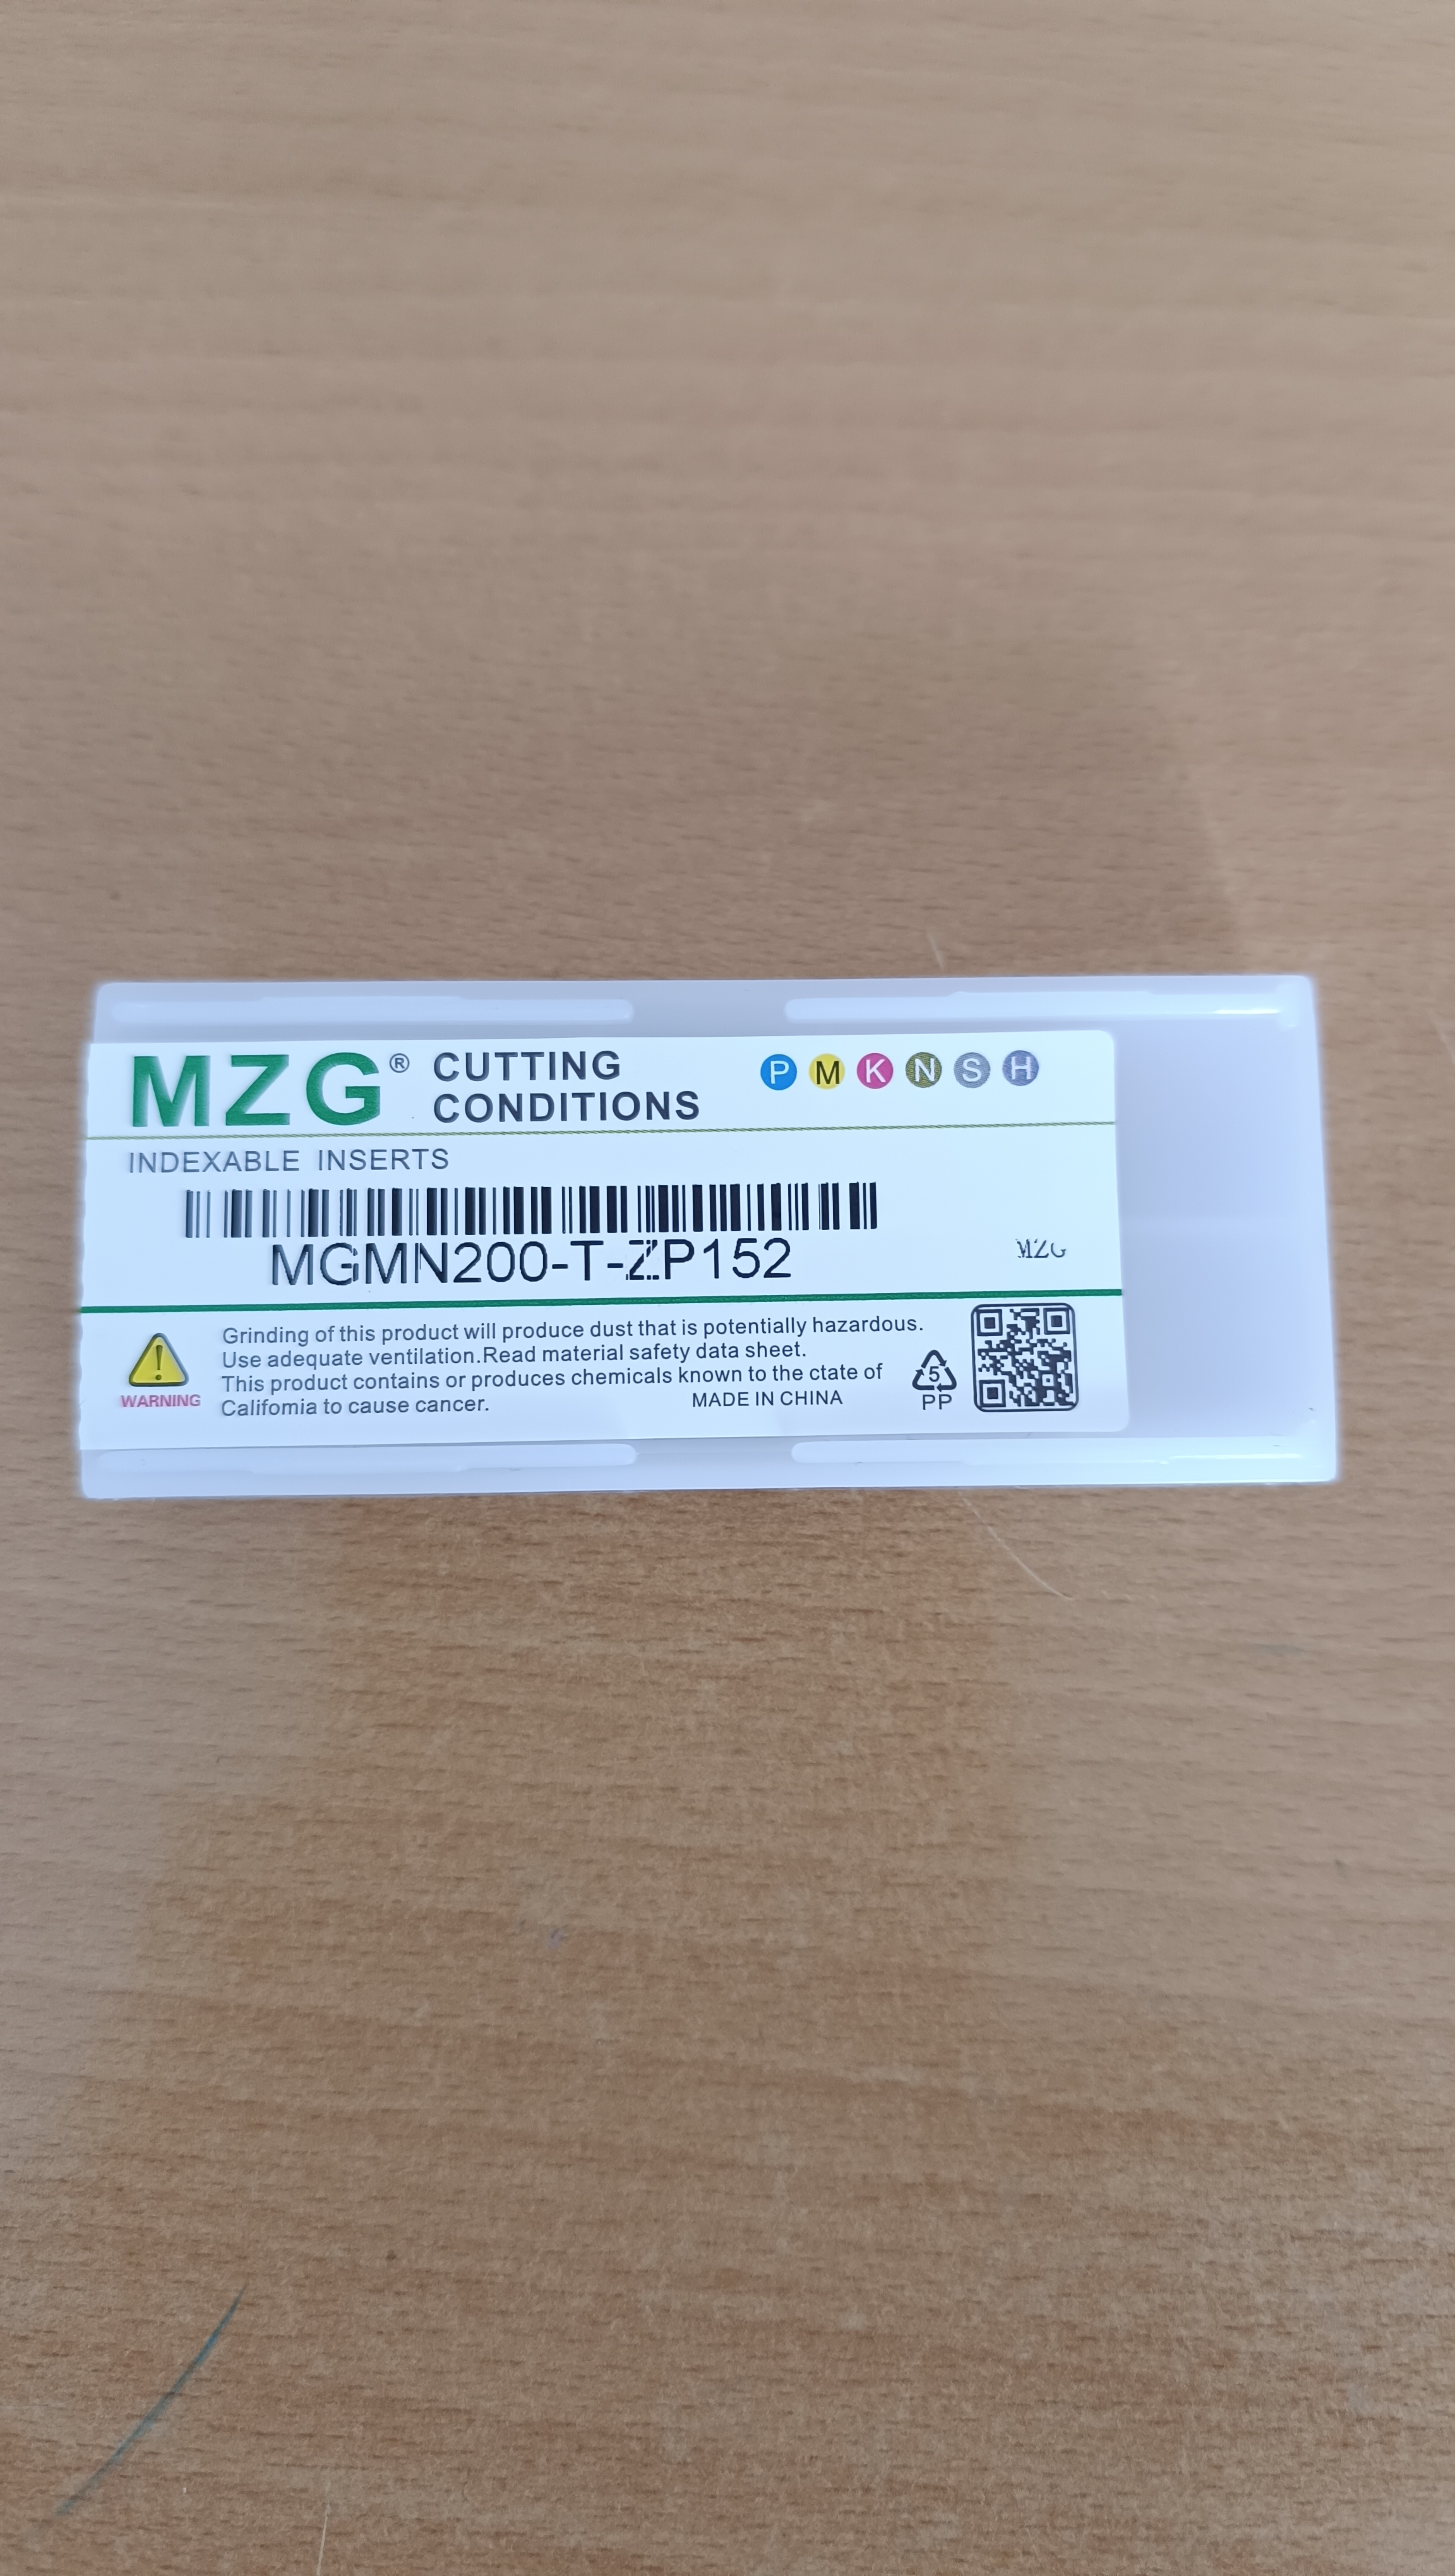 MZG® CUTTING CONDITIONS
P M K N S H
INDEXABLE INSERTS
MGMN200-T-ZP152
MZG
Grinding of this product will produce dust that is potentially hazardous.
Use adequate ventilation.Read material safety data sheet.
This product contains or produces chemicals known to the ctate of
Califomia to cause cancer.
MADE IN CHINA
WARNING
5
PP